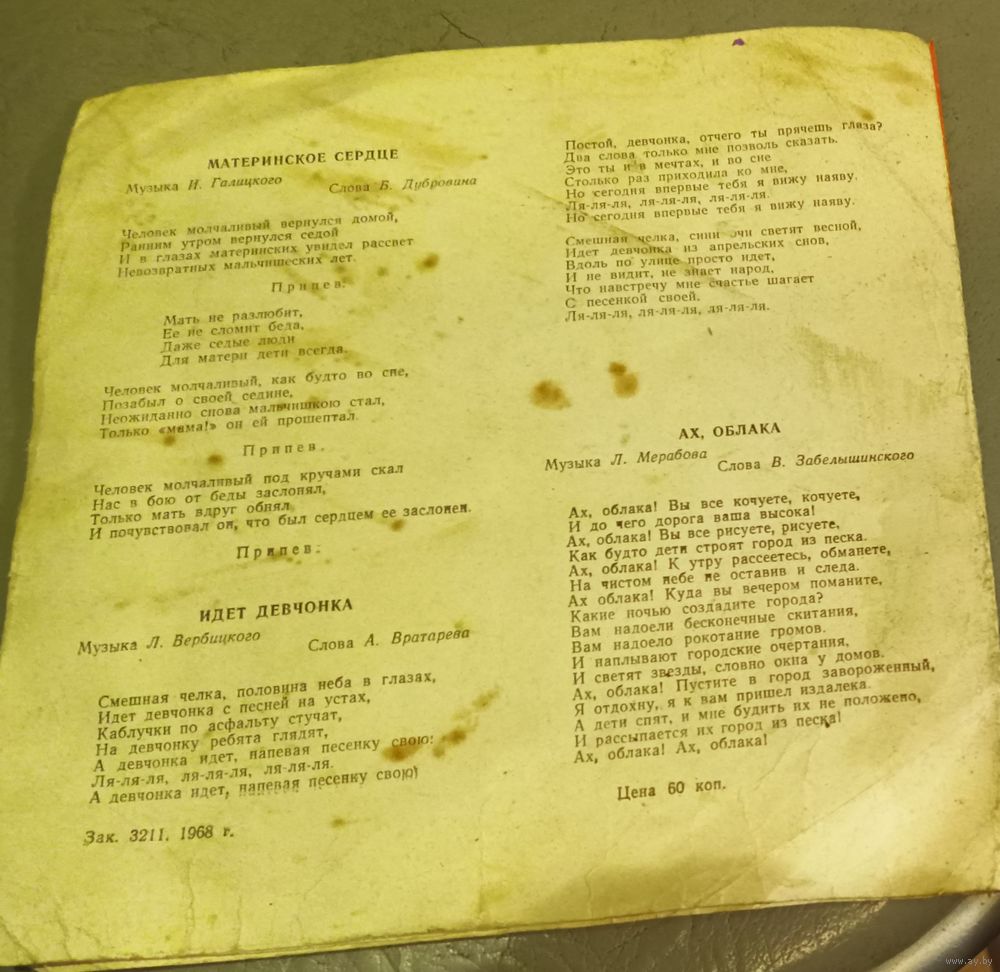 МАТЕРИНСКОЕ СЕРДЦЕ
Музыка И. Галицкого Слова Б. Дубровина
Человек молчаливый вернулся домой,
Ранним утром вернулся седой
И в глазах материнских увидел рассвет
Невозвратных мальчишеских лет.
Припев:
Мать не разлюбит,
Ее не сломит беда,
Даже седые люди
Для матери дети всегда.
Человек молчаливый, как будто во сне,
Позабыл о своей седине,
Неожиданно снова мальчишкою стал,
Только «мама!» он ей прошептал.
Припев.
Человек молчаливый под кручами скал
Нас в бою от беды заслонял,
Только мать вдруг обнял
И почувствовал он, что был сердцем ее заслонен.
Припев.
ИДЕТ ДЕВЧОНКА
Музыка Л. Вербицкого Слова А. Вратарева
Смешная челка, половина неба в глазах,
Идет девчонка с песней на устах,
Каблучки по асфальту стучат,
На девчонку ребята глядят,
А девчонка идет, напевая песенку свою:
Ля-ля-ля, ля-ля-ля, ля-ля-ля.
А девчонка идет, напевая песенку свою!
Зак. 3211. 1968 г.
Постой, девчонка, отчего ты прячешь глаза?
Два слова только мне позволь сказать.
Это ты и в мечтах, и во сне
Столько раз приходила ко мне,
Но сегодня впервые тебя я вижу наяву.
Ля-ля-ля, ля-ля-ля, ля-ля-ля.
Но сегодня впервые тебя я вижу наяву.
Смешная челка, сини очи светят весной,
Идет девчонка из апрельских снов,
Вдоль по улице просто идет,
И не видит, не знает народ,
Что навстречу мне счастье шагает
С песенкой своей.
Ля-ля-ля, ля-ля-ля, ля-ля-ля.
АХ, ОБЛАКА
Музыка Л. Мерабова Слова В. Забелышинского
Ах, облака! Вы все кочуете, кочуете,
И до чего дорога ваша высока!
Ах, облака! Вы все рисуете, рисуете,
Как будто дети строят город из песка.
Ах, облака! К утру рассеетесь, обманете,
На чистом небе не оставив и следа.
Ах облака! Куда вы вечером поманите,
Какие ночью создадите города?
Вам надоели бесконечные скитания,
Вам надоело рокотание громов.
И наплывают городские очертания,
И светят звезды, словно окна у домов.
Ах, облака! Пустите в город завороженный,
Я отдохну, я к вам пришел издалека.
А дети спят, и мне будить их не положено,
И рассыпается их город из песка!
Ах, облака! Ах, облака!
Цена 60 коп.
www.ay.by